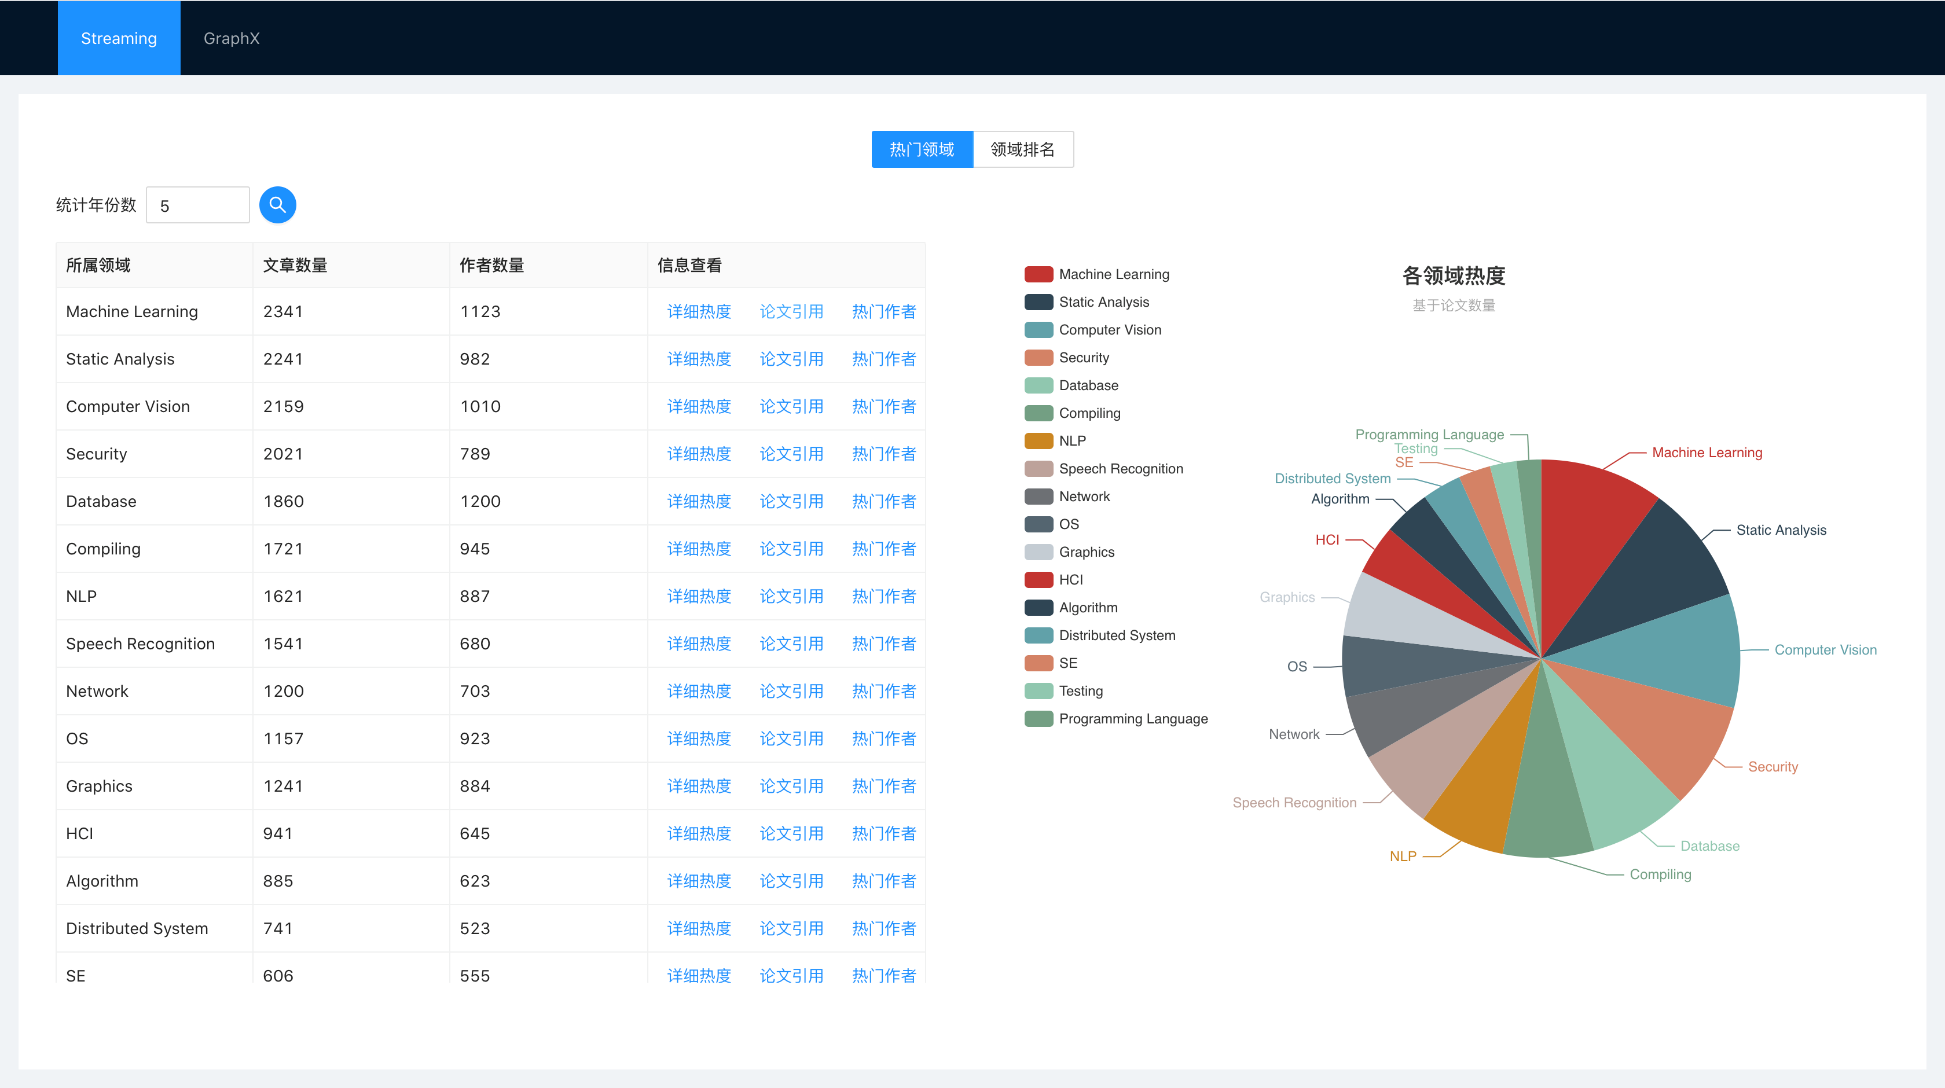 Streaming GraphX
热门领域 领域排名
统计年份数 5
所属领域 文章数量 作者数量 信息查看
Machine Learning 2341 1123 详细热度 论文引用 热门作者
Static Analysis 2241 982 详细热度 论文引用 热门作者
Computer Vision 2159 1010 详细热度 论文引用 热门作者
Security 2021 789 详细热度 论文引用 热门作者
Database 1860 1200 详细热度 论文引用 热门作者
Compiling 1721 945 详细热度 论文引用 热门作者
NLP 1621 887 详细热度 论文引用 热门作者
Speech Recognition 1541 680 详细热度 论文引用 热门作者
Network 1200 703 详细热度 论文引用 热门作者
OS 1157 923 详细热度 论文引用 热门作者
Graphics 1241 884 详细热度 论文引用 热门作者
HCI 941 645 详细热度 论文引用 热门作者
Algorithm 885 623 详细热度 论文引用 热门作者
Distributed System 741 523 详细热度 论文引用 热门作者
SE 606 555 详细热度 论文引用 热门作者
Machine Learning
Static Analysis
Computer Vision
Security
Database
Compiling
NLP
Speech Recognition
Network
OS
Graphics
HCI
Algorithm
Distributed System
SE
Testing
Programming Language
各领域热度
基于论文数量
Programming Language
Testing
Machine Learning
SE
Distributed System
Algorithm
Static Analysis
HCI
Graphics
Computer Vision
OS
Network
Security
Speech Recognition
Database
NLP
Compiling